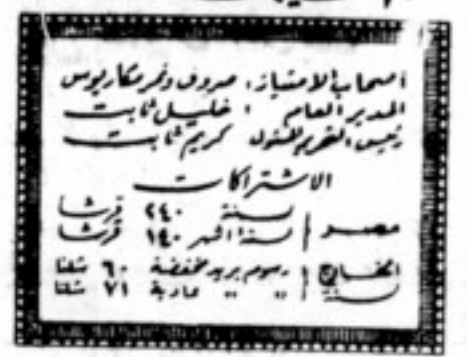 اصحاب الامتياز : صروف ونمر ومكاريوس
المدير العام : خليل ثابت
رئيس التحرير المسئول كريم ثابت
الاشتراكات
مصر | سنة ٢٤٠ قرشا
ستة اشهر ١٤٠ قرشا
الخارج | رسوم بريد مخفضة ٦٠ شلنا
سنة | " " عادية ٧١ شلنا